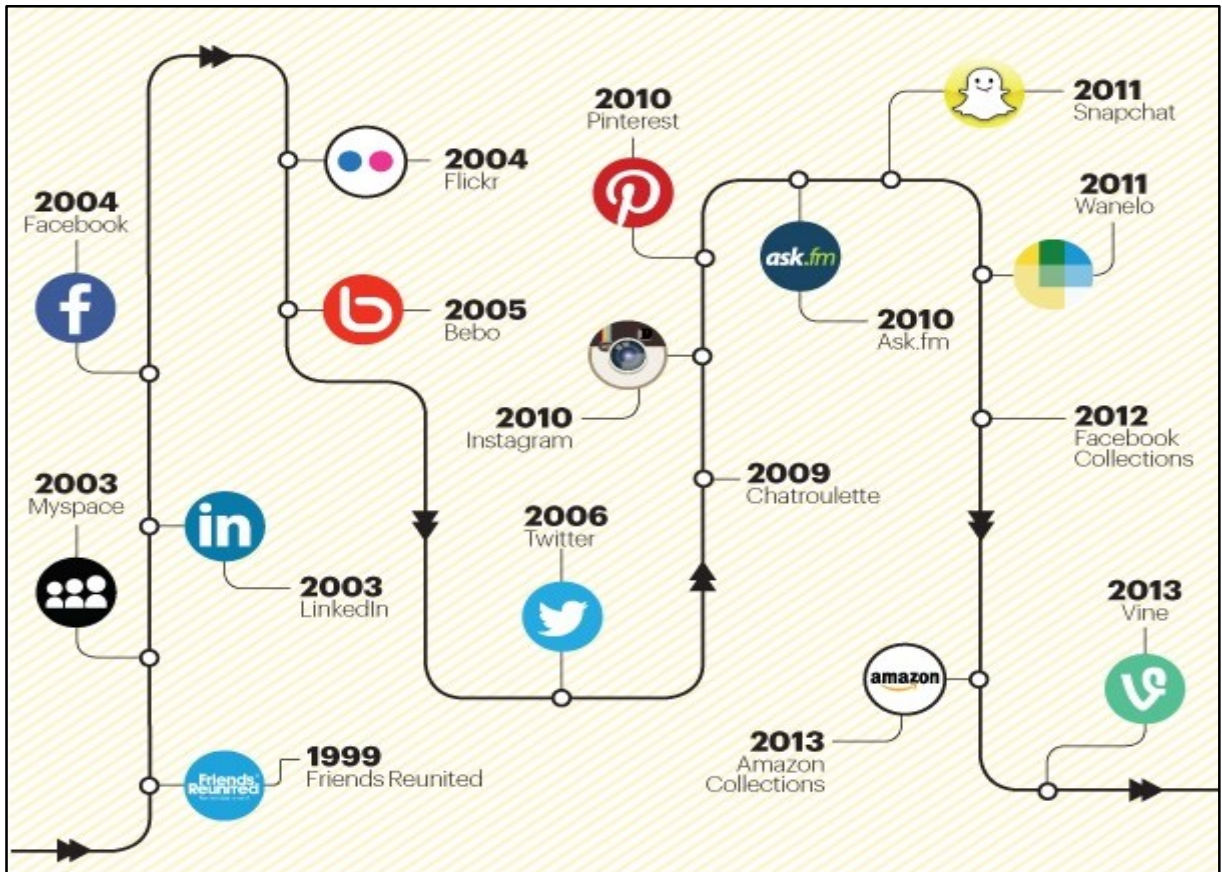 1999
Friends Reunited
Friends
Reunited
2003
Myspace
in
2003
LinkedIn
2004
Facebook
f
2004
Flickr
b
2005
Bebo
2006
Twitter
2009
Chatroulette
2010
Instagram
2010
Pinterest
P
ask.fm
2010
Ask.fm
2011
Snapchat
2011
Wanelo
2012
Facebook
Collections
amazon
2013
Amazon
Collections
2013
Vine
V